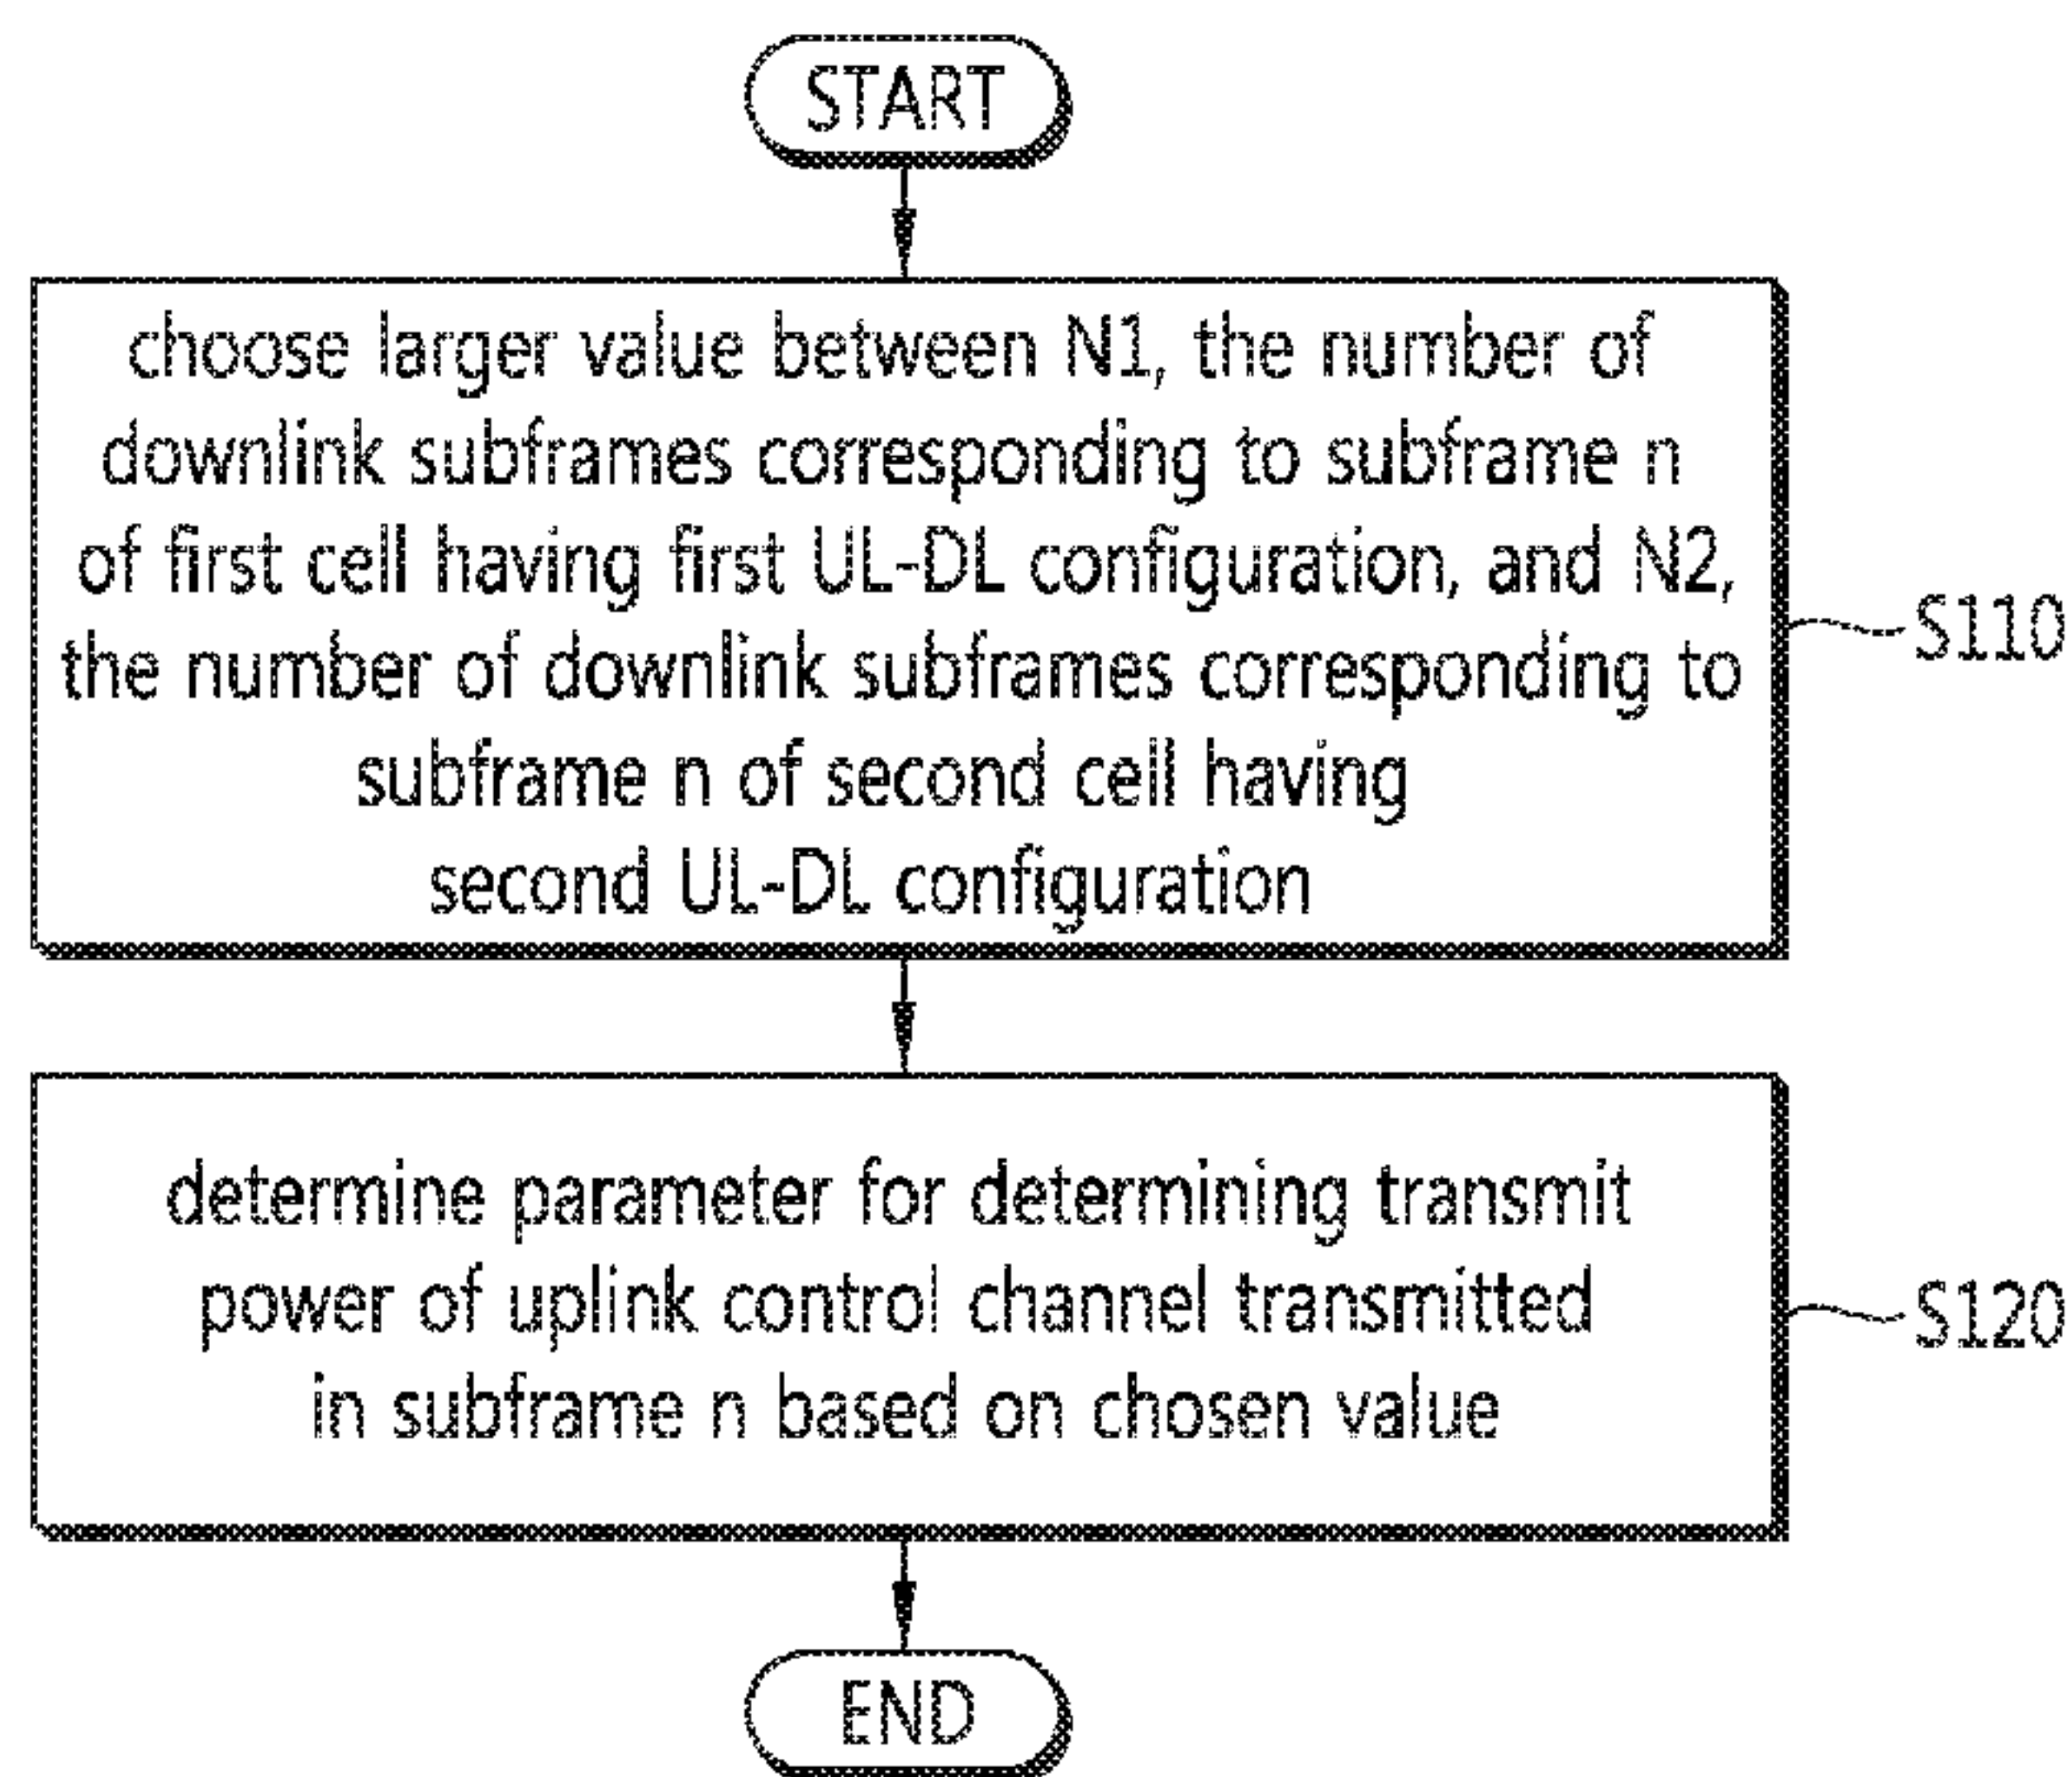 START
choose larger value between N1, the number of
downlink subframes corresponding to subframe n
of first cell having first UL-DL configuration, and N2,
the number of downlink subframes corresponding to
subframe n of second cell having
second UL-DL configuration
S110
determine parameter for determining transmit
power of uplink control channel transmitted
in subframe n based on chosen value
S120
END